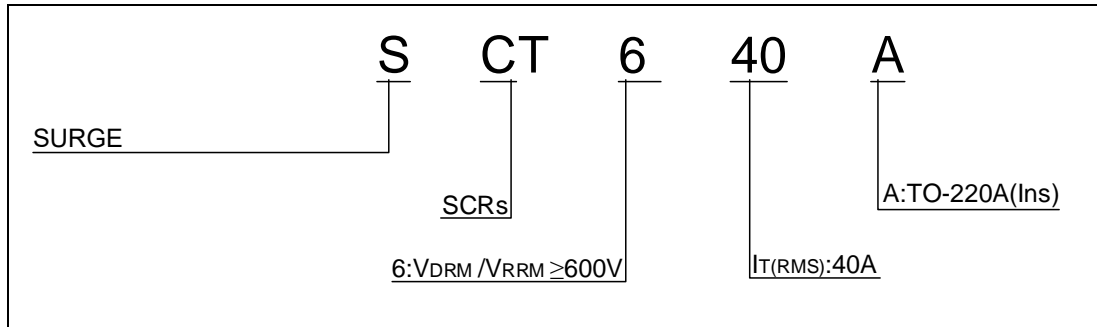 S CT 6 40 A
SURGE
A:TO-220A(Ins)
SCRs
6:VDRM /VRRM ≥600V
IT(RMS):40A